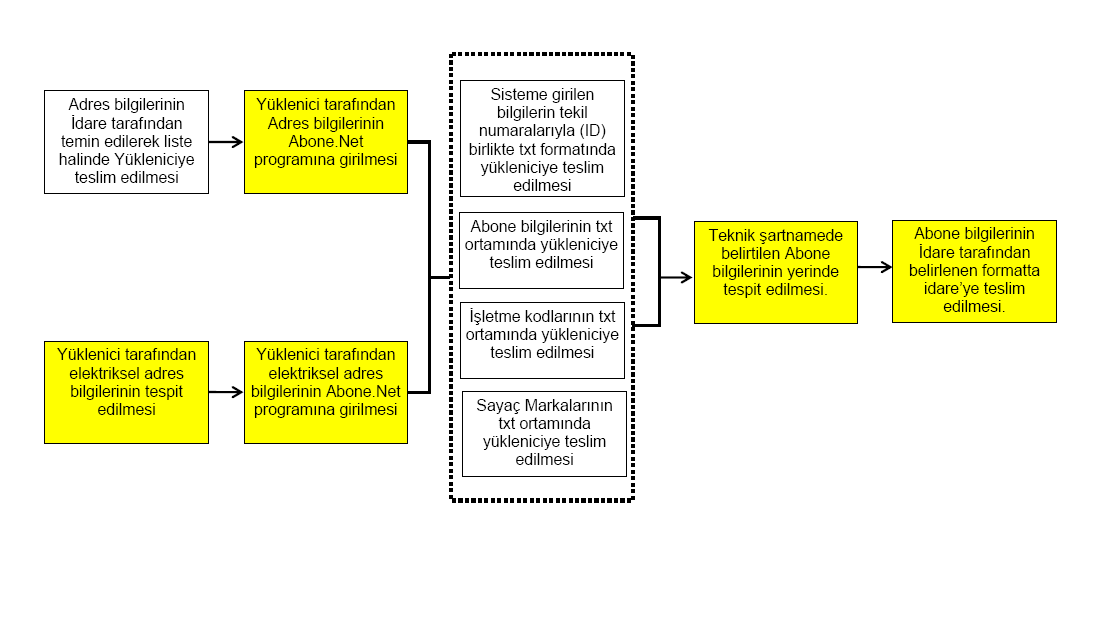 Adres bilgilerinin
İdare tarafından
temin edilerek liste
halinde Yükleniciye
teslim edilmesi
Yüklenici tarafından
Adres bilgilerinin
Abone.Net
programına girilmesi
Yüklenici tarafından
elektriksel adres
bilgilerinin tespit
edilmesi
Yüklenici tarafından
elektriksel adres
bilgilerinin Abone.Net
programına girilmesi
Sisteme girilen
bilgilerin tekil
numaralarıyla (ID)
birlikte txt formatında
yükleniciye teslim
edilmesi
Abone bilgilerinin txt
ortamında yükleniciye
teslim edilmesi
İşletme kodlarının txt
ortamında yükleniciye
teslim edilmesi
Sayaç Markalarının
txt ortamında
yükleniciye teslim
edilmesi
Teknik şartnamede
belirtilen Abone
bilgilerinin yerinde
tespit edilmesi.
Abone bilgilerinin
İdare tarafından
belirlenen formatta
idare’ye teslim
edilmesi.